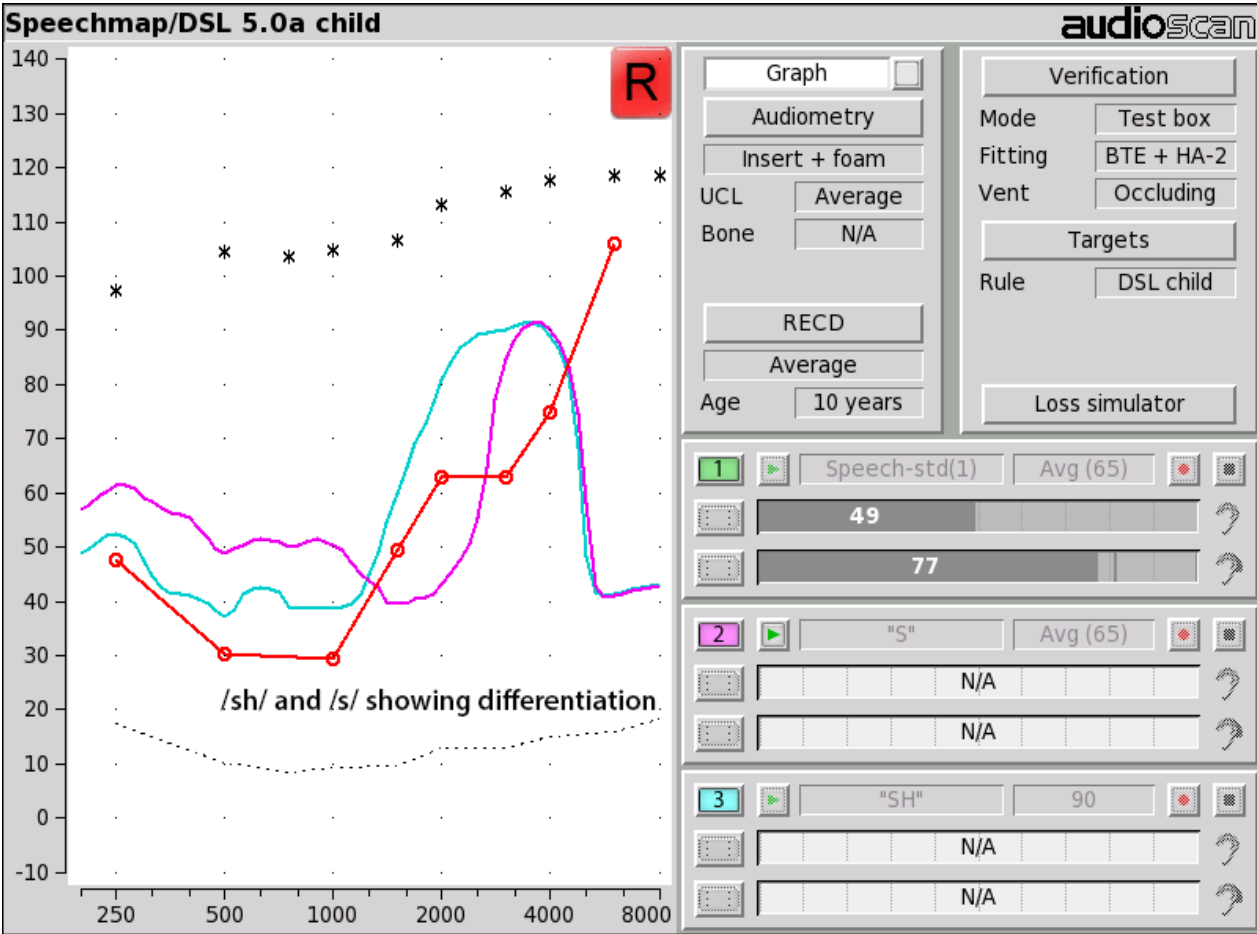 Speechmap/DSL 5.0a child
audioscan
140
130
120
110
100
90
80
70
60
50
40
30
20
10
0
-10
R
/sh/ and /s/ showing differentiation
250 500 1000 2000 4000 8000
Graph
Audiometry
Insert + foam
UCL Average
Bone N/A
RECD
Average
Age 10 years
Verification
Mode Test box
Fitting BTE + HA-2
Vent Occluding
Targets
Rule DSL child
Loss simulator
1 Speech-std(1) Avg (65)
49
77
2 "S" Avg (65)
N/A
N/A
3 "SH" 90
N/A
N/A